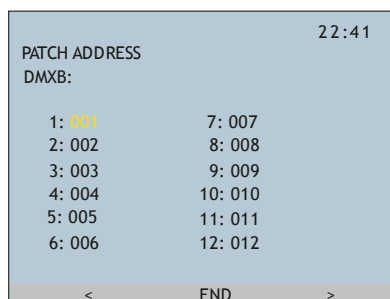 22:41
PATCH ADDRESS
DMXB:
1: 001 7: 007
2: 002 8: 008
3: 003 9: 009
4: 004 10: 010
5: 005 11: 011
6: 006 12: 012
< END >